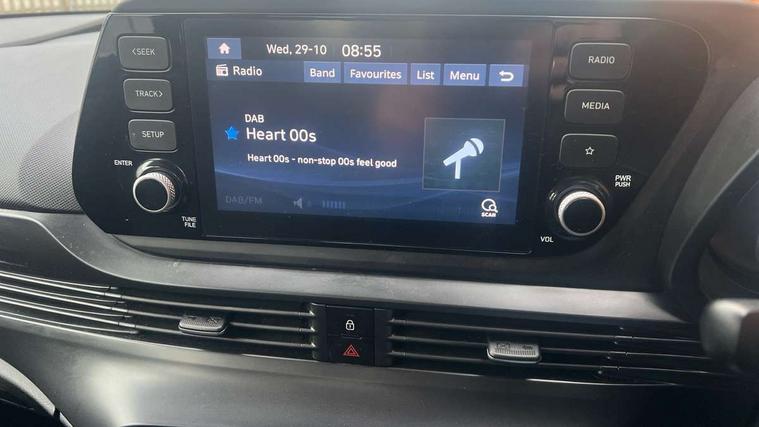 <SEEK
TRACK>
SETUP
ENTER
TUNE
FILE
Wed, 29-10 08:55
Radio Band Favourites List Menu
DAB
Heart 00s
Heart 00s - non-stop 00s feel good
DAB/FM
SCAN
RADIO
MEDIA
PWR
PUSH
VOL